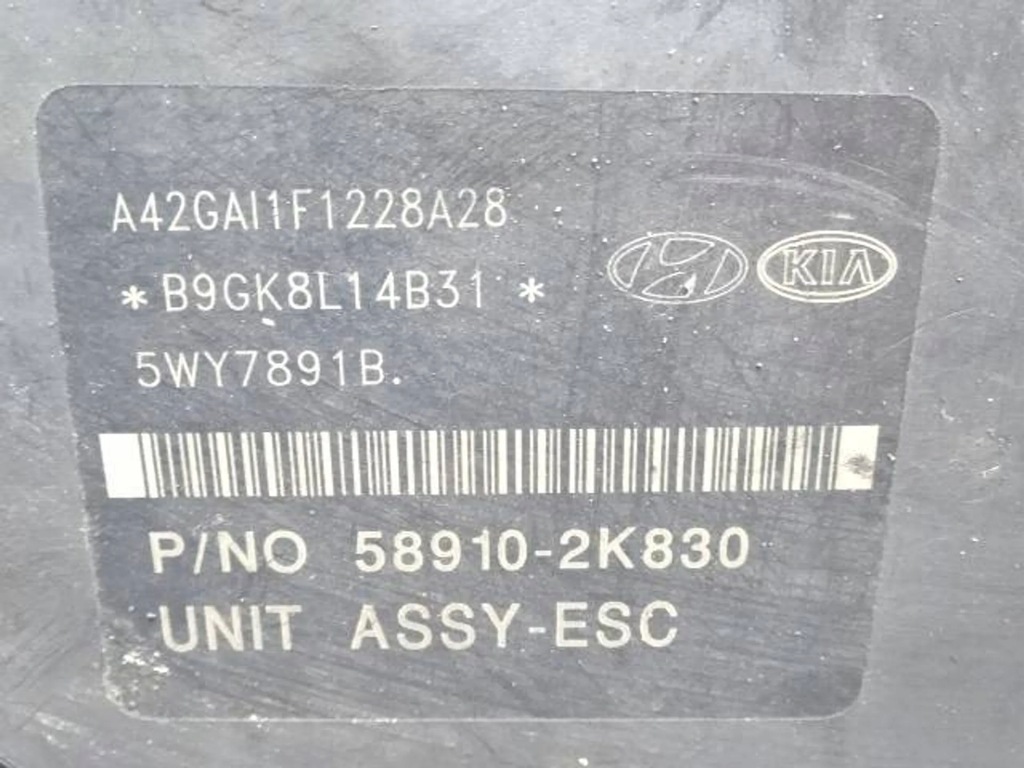 A42GAI1F1228A28
*B9GK8L14B31 *
5WY7891B.
KIA
P/NO 58910-2K830
UNIT ASSY-ESC